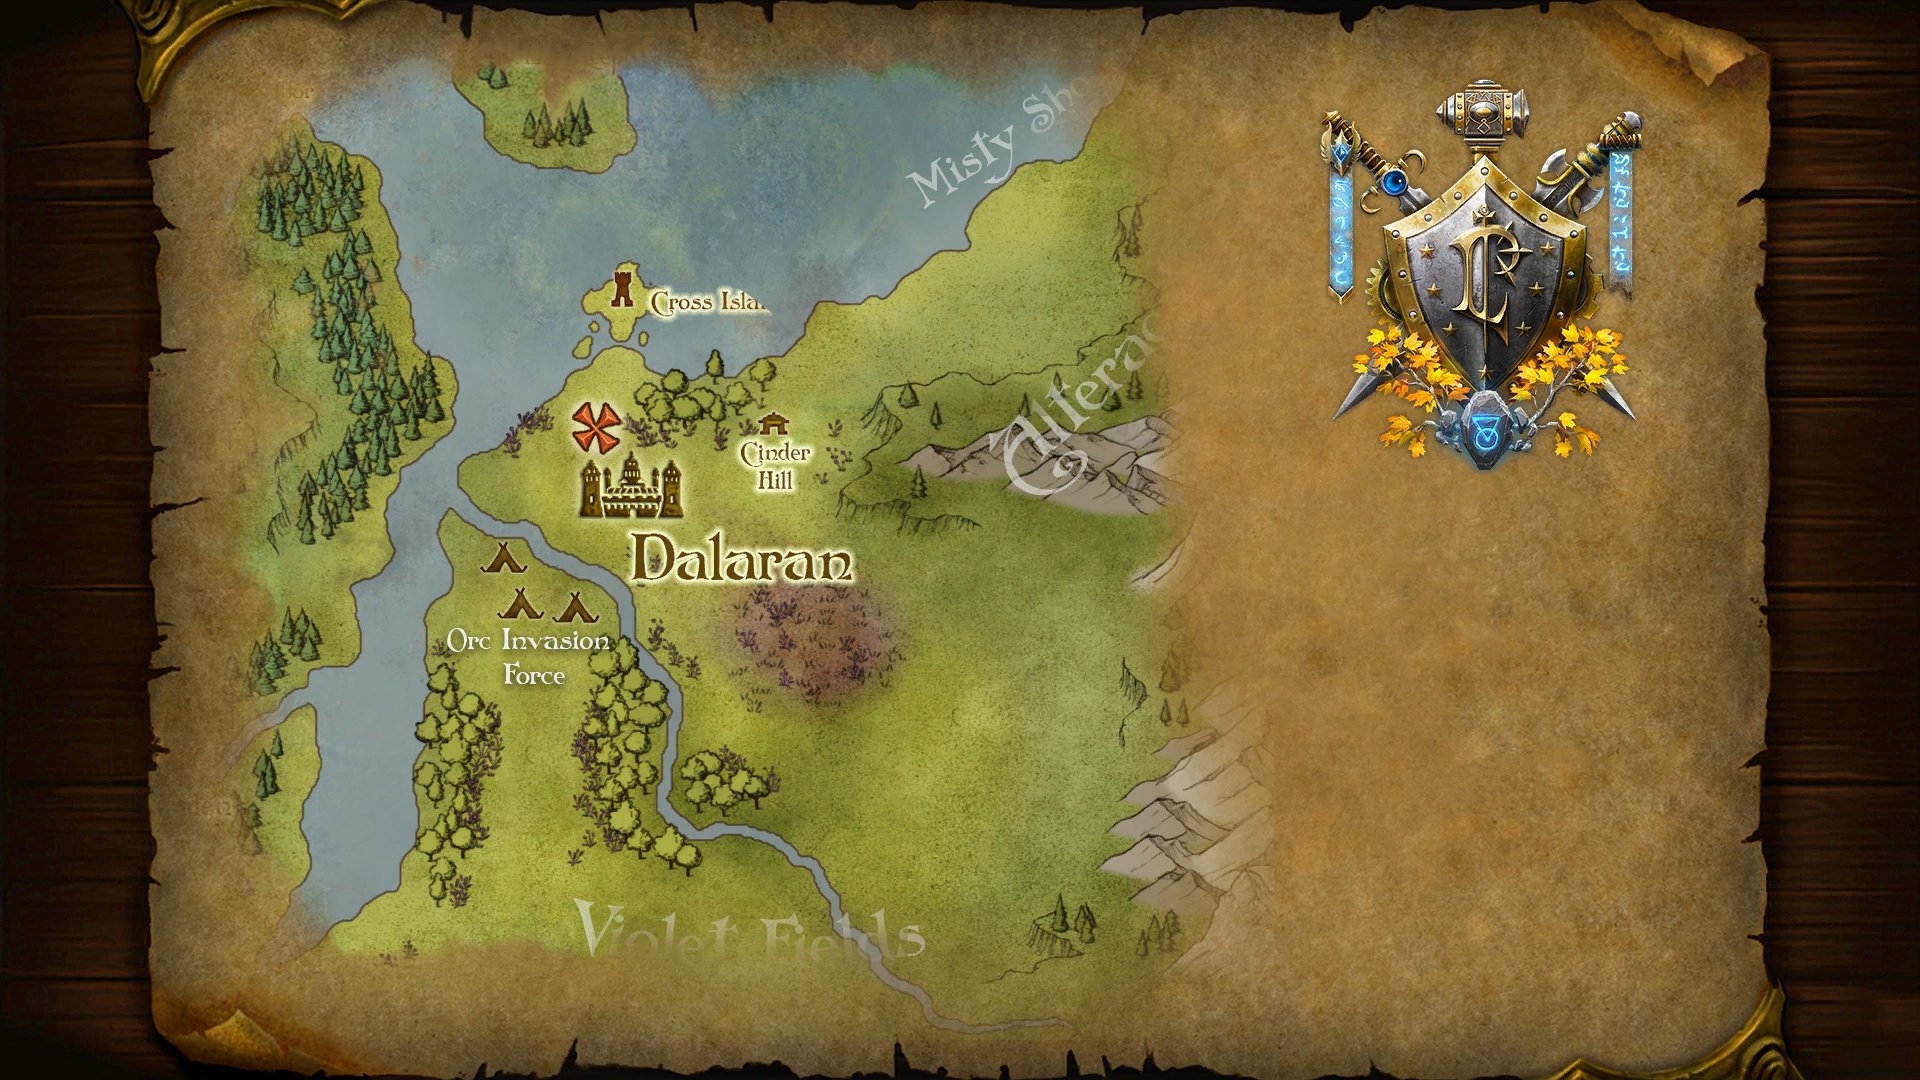 Misty Sho
Cross Isla
Alterac
Cinder
Hill
Dalaran
Orc Invasion
Force
Violet Fields